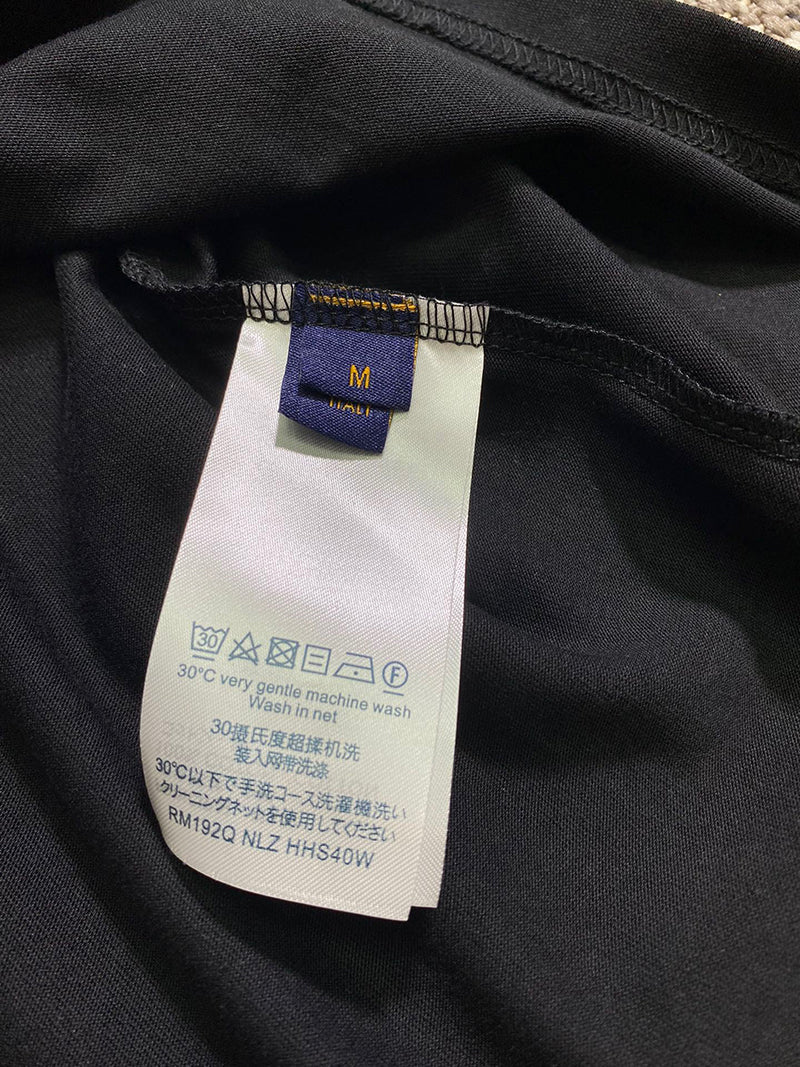 M
ITALY
30
F
30°C very gentle machine wash
Wash in net
30摄氏度超揉机洗
装入网带洗涤
30℃以下で手洗コース洗濯機洗い
クリーニングネットを使用してください
RM192Q NLZ HHS40W